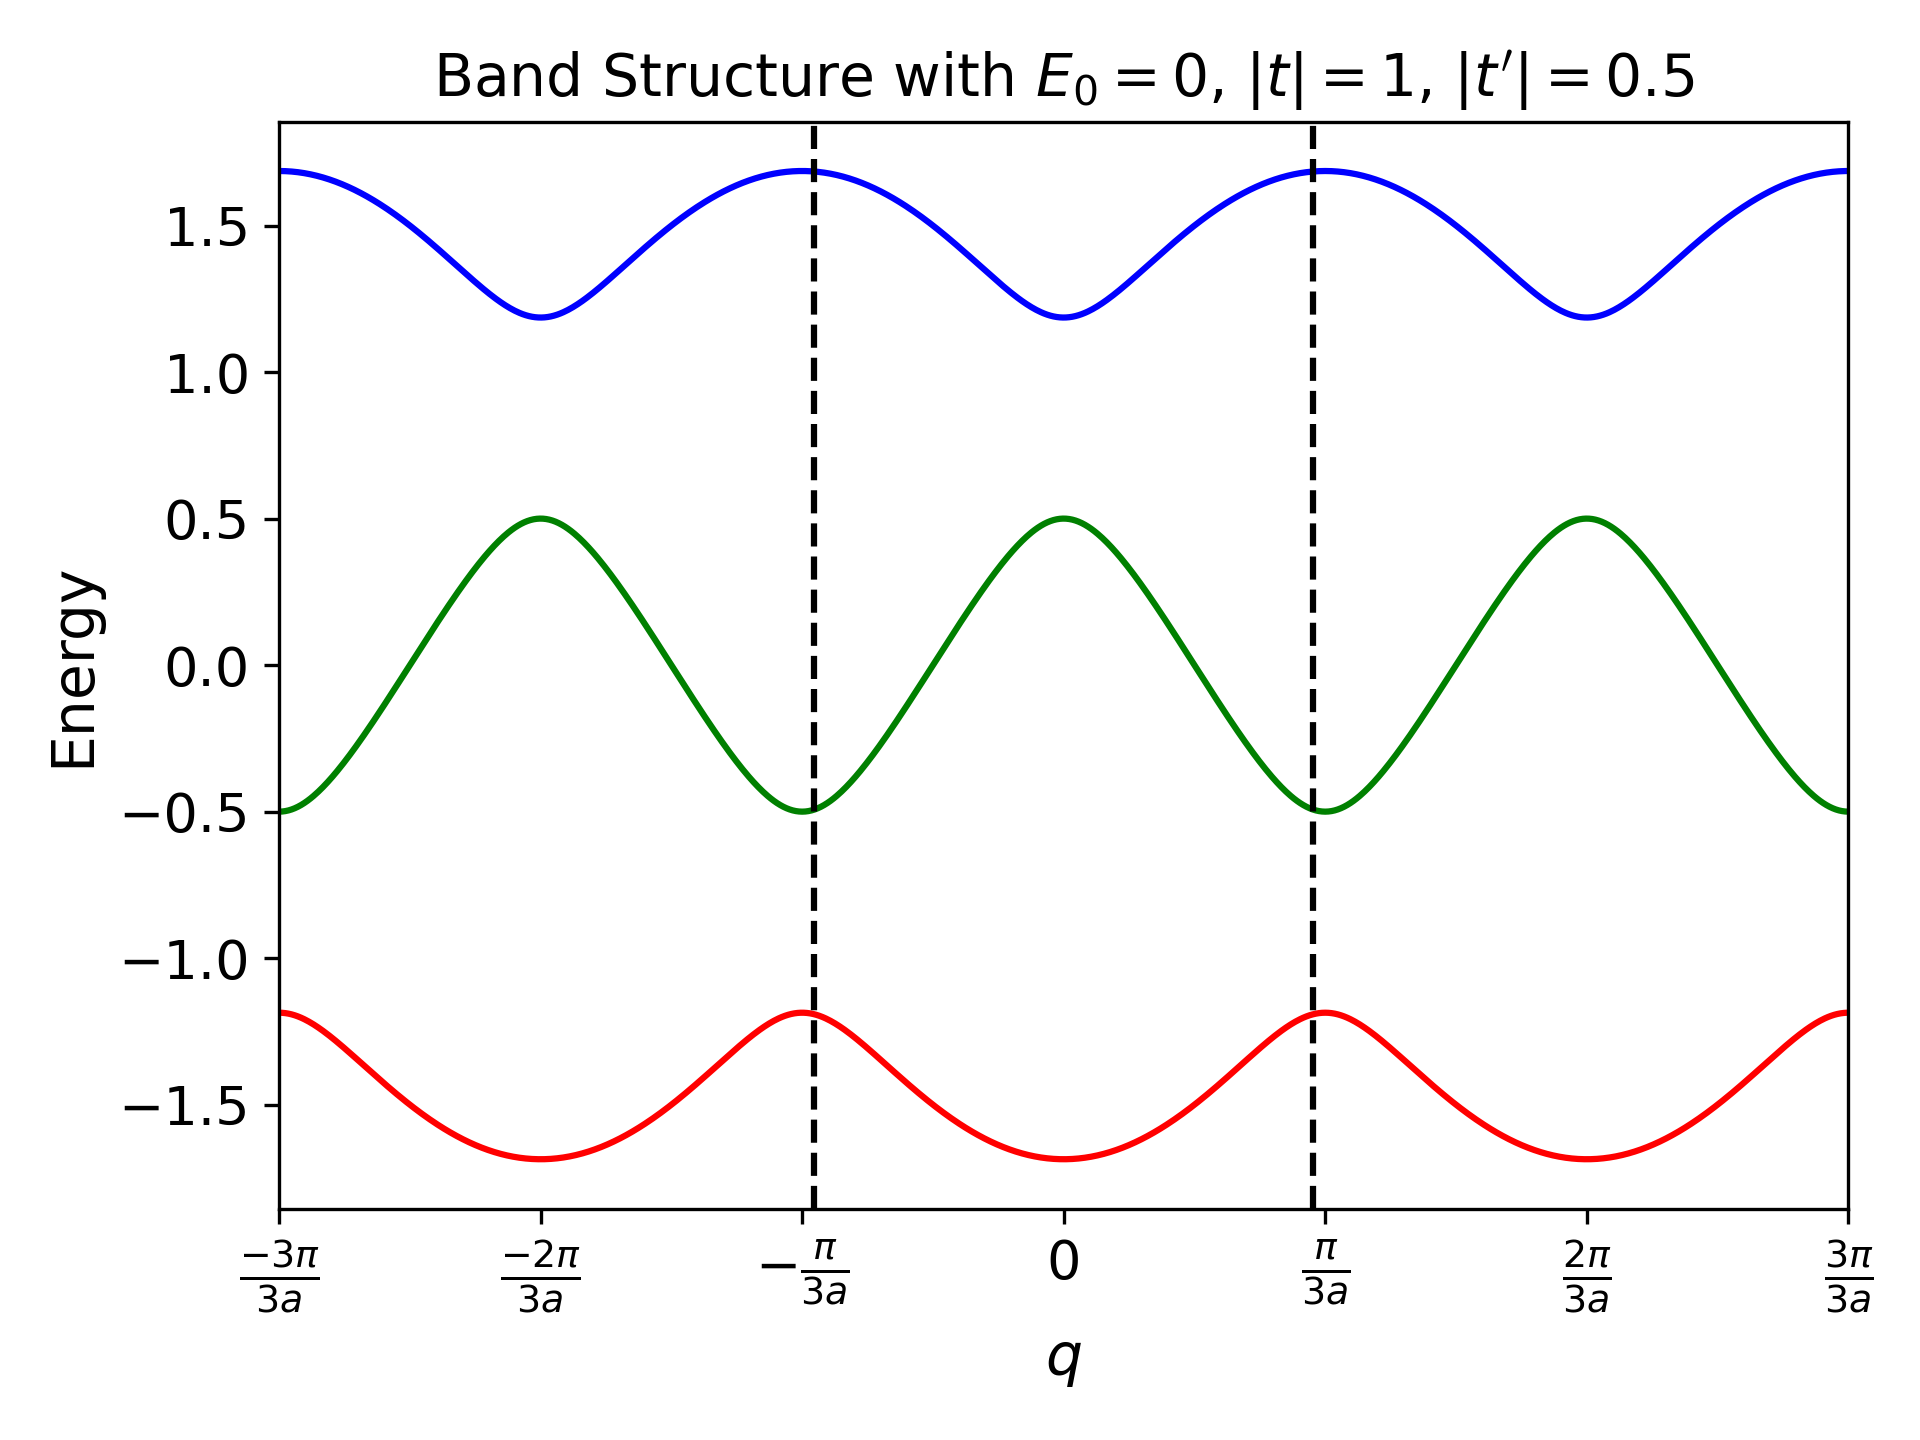 Band Structure with E₀ = 0, |t| = 1, |t′| = 0.5
Energy
1.5
1.0
0.5
0.0
−0.5
−1.0
−1.5
−3π/3a −2π/3a −π/3a 0 π/3a 2π/3a 3π/3a
q